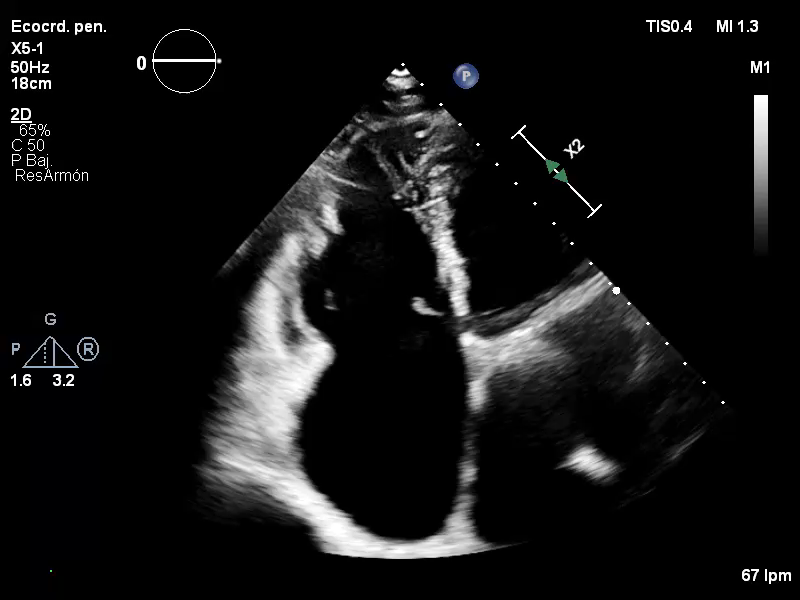 Ecocrd. pen.
X5-1
50Hz
18cm
2D
65%
C 50
P Baj.
ResArmón
0
P
X2
TIS0.4 MI 1.3
M1
G
P R
1.6 3.2
67 lpm